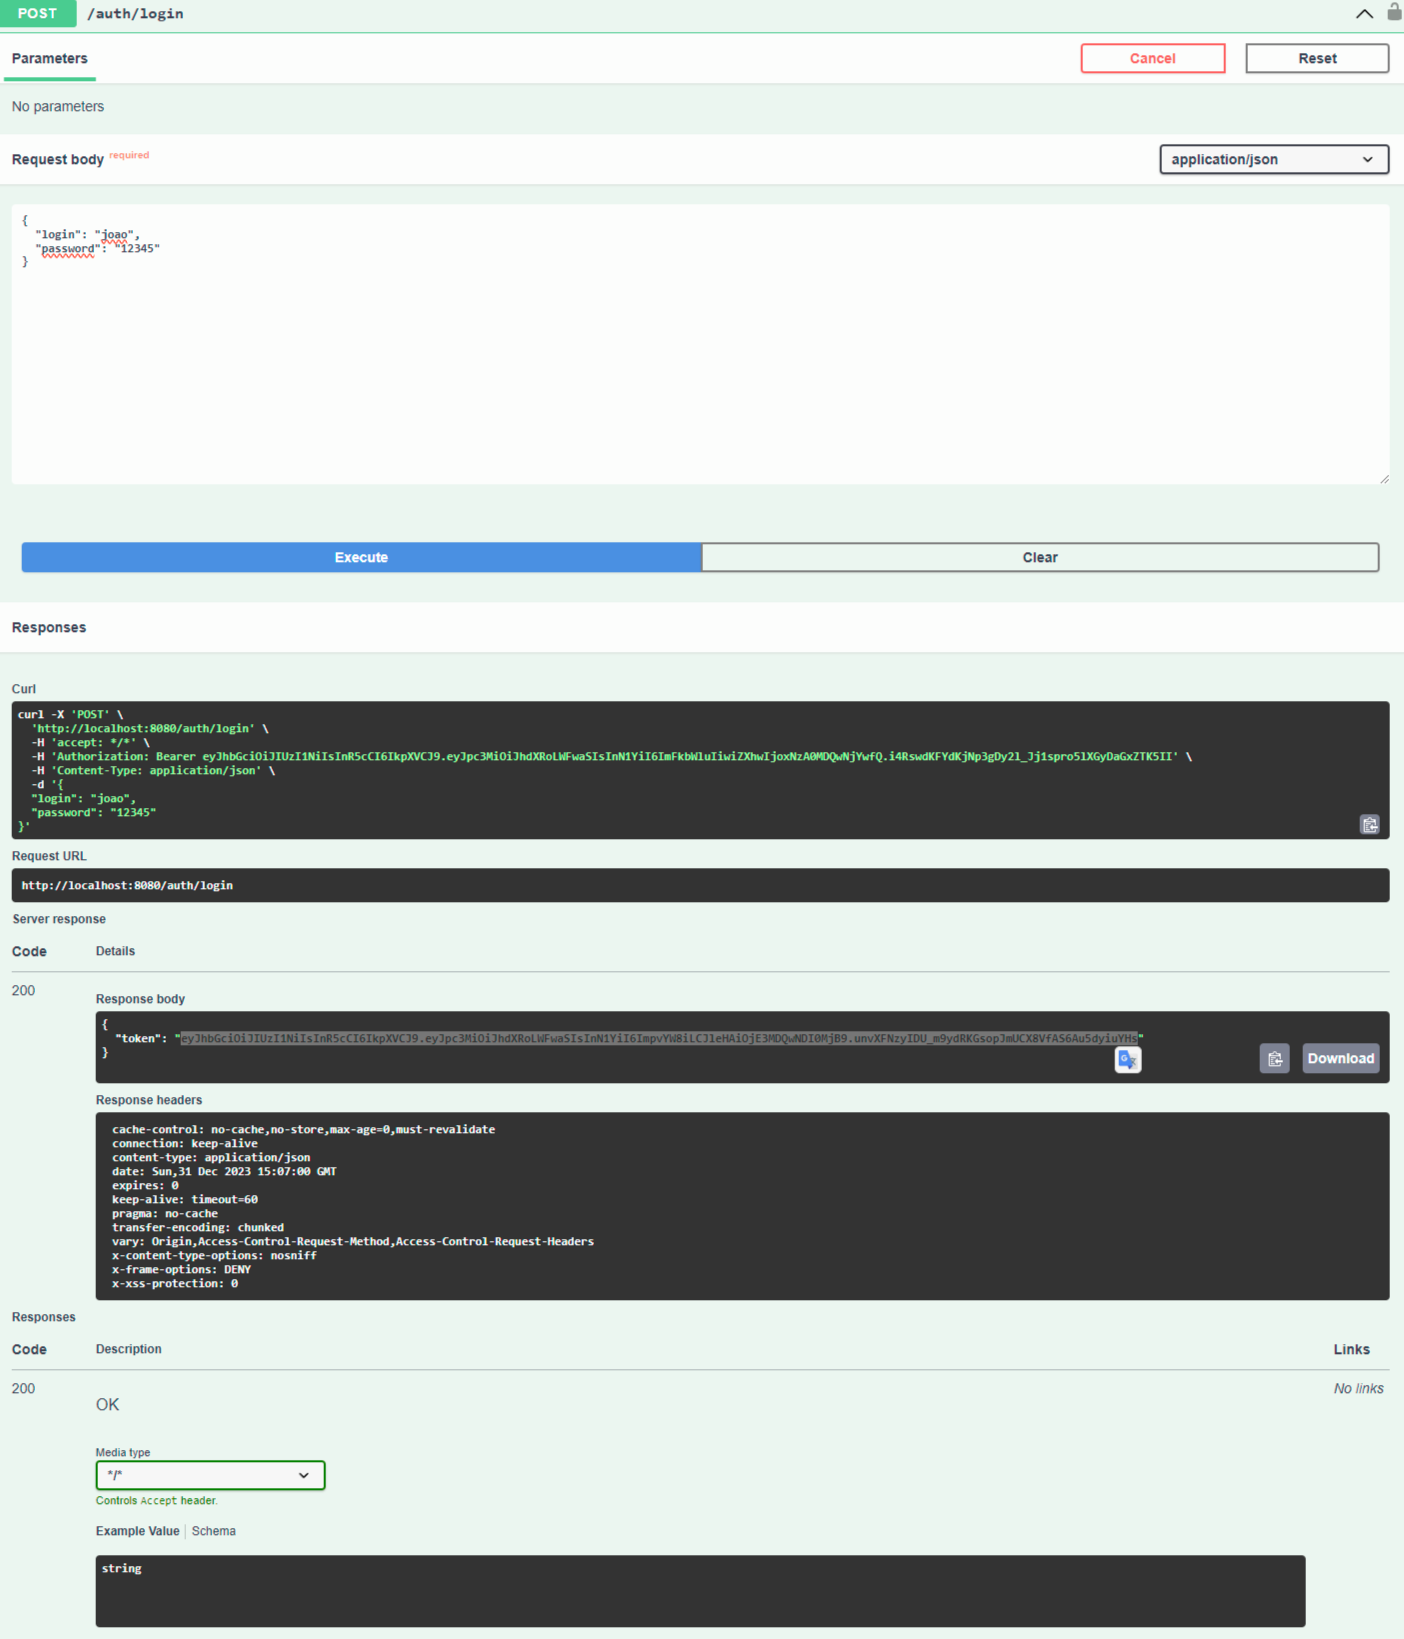 POST /auth/login
Parameters
Cancel
Reset
No parameters
Request body required
application/json
{
"login": "joao",
"password": "12345"
}
Execute
Clear
Responses
Curl
curl -X 'POST' \
'http://localhost:8080/auth/login' \
-H 'accept: */*' \
-H 'Authorization: Bearer eyJhbGciOiJIUzI1NiIsInR5cCI6IkpXVCJ9.eyJpc3MiOiJhdXRoLWFwaSIsInN1YiI6ImFkbWluIiwiZXhwIjoxNzA0MDQwNjYwfQ.i4RswdKFYdKjNp3gDy2l_Jj1spro5lXGyDaGxZTK5II' \
-H 'Content-Type: application/json' \
-d '{
"login": "joao",
"password": "12345"
}'
Request URL
http://localhost:8080/auth/login
Server response
Code
Details
200
Response body
{
"token": "eyJhbGciOiJIUzI1NiIsInR5cCI6IkpXVCJ9.eyJpc3MiOiJhdXRoLWFwaSIsInN1YiI6ImpvYW8iLCJleHAiOjE3MDQwNDI0MjB9.unvXFNzyIDU_m9ydRKGsopJmUCX8VfAS6Au5dyiuYHs"
}
Download
Response headers
cache-control: no-cache,no-store,max-age=0,must-revalidate
connection: keep-alive
content-type: application/json
date: Sun,31 Dec 2023 15:07:00 GMT
expires: 0
keep-alive: timeout=60
pragma: no-cache
transfer-encoding: chunked
vary: Origin,Access-Control-Request-Method,Access-Control-Request-Headers
x-content-type-options: nosniff
x-frame-options: DENY
x-xss-protection: 0
Responses
Code
Description
Links
200
OK
No links
Media type
*/*
Controls Accept header.
Example Value
Schema
string